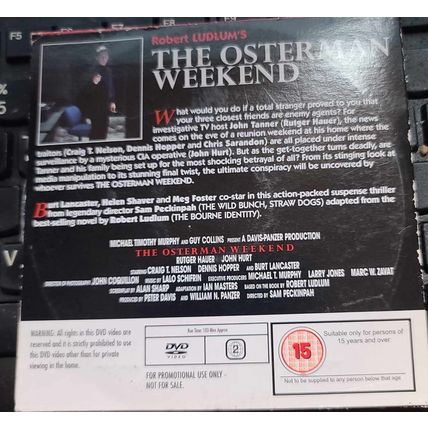 F5
F6
Robert LUDLUM'S
THE OSTERMAN
WEEKEND
What would you do if a total stranger proved to you that
your three closest friends are enemy agents? For
investigative TV host John Tanner (Rutger Hauer), the news
comes on the eve of a reunion weekend at his home where the
traitors (Craig T. Nelson, Dennis Hopper and Chris Sarandon) are all placed under intense
surveillance by a mysterious CIA operative (John Hurt). But as the get-together turns deadly, are
Tanner and his family being set up for the most shocking betrayal of all? From its stinging look at
media manipulation to its stunning final twist, the ultimate conspiracy will be uncovered by
whoever survives THE OSTERMAN WEEKEND.
Burt Lancaster, Helen Shaver and Meg Foster co-star in this action-packed suspense thriller
from legendary director Sam Peckinpah (THE WILD BUNCH, STRAW DOGS) adapted from the
best-selling novel by Robert Ludlum (THE BOURNE IDENTITY).
MICHAEL TIMOTHY MURPHY AND GUY COLLINS PRESENT A DAVIS-PANZER PRODUCTION
THE OSTERMAN WEEKEND
RUTGER HAUER JOHN HURT
STARRING CRAIG T. NELSON DENNIS HOPPER AND BURT LANCASTER
DIRECTOR OF PHOTOGRAPHY JOHN COQUILLON MUSIC BY LALO SCHIFRIN EXECUTIVE PRODUCERS MICHAEL T. MURPHY LARRY JONES MARC W. ZAVAT
SCREENPLAY BY ALAN SHARP ADAPTATION BY IAN MASTERS BASED ON THE BOOK BY ROBERT LUDLUM
PRODUCED BY PETER DAVIS AND WILLIAM N. PANZER DIRECTED BY SAM PECKINPAH
WARNING: All rights in this DVD video are
reserved and it is strictly prohibited to use
this DVD video other than for private
viewing in the home.
Run Time: 103 Mins Approx
DVD
VIDEO
2
FOR PROMOTIONAL USE ONLY -
NOT FOR SALE.
15
Suitable only for persons of
15 years and over
Not to be supplied to any person below that age